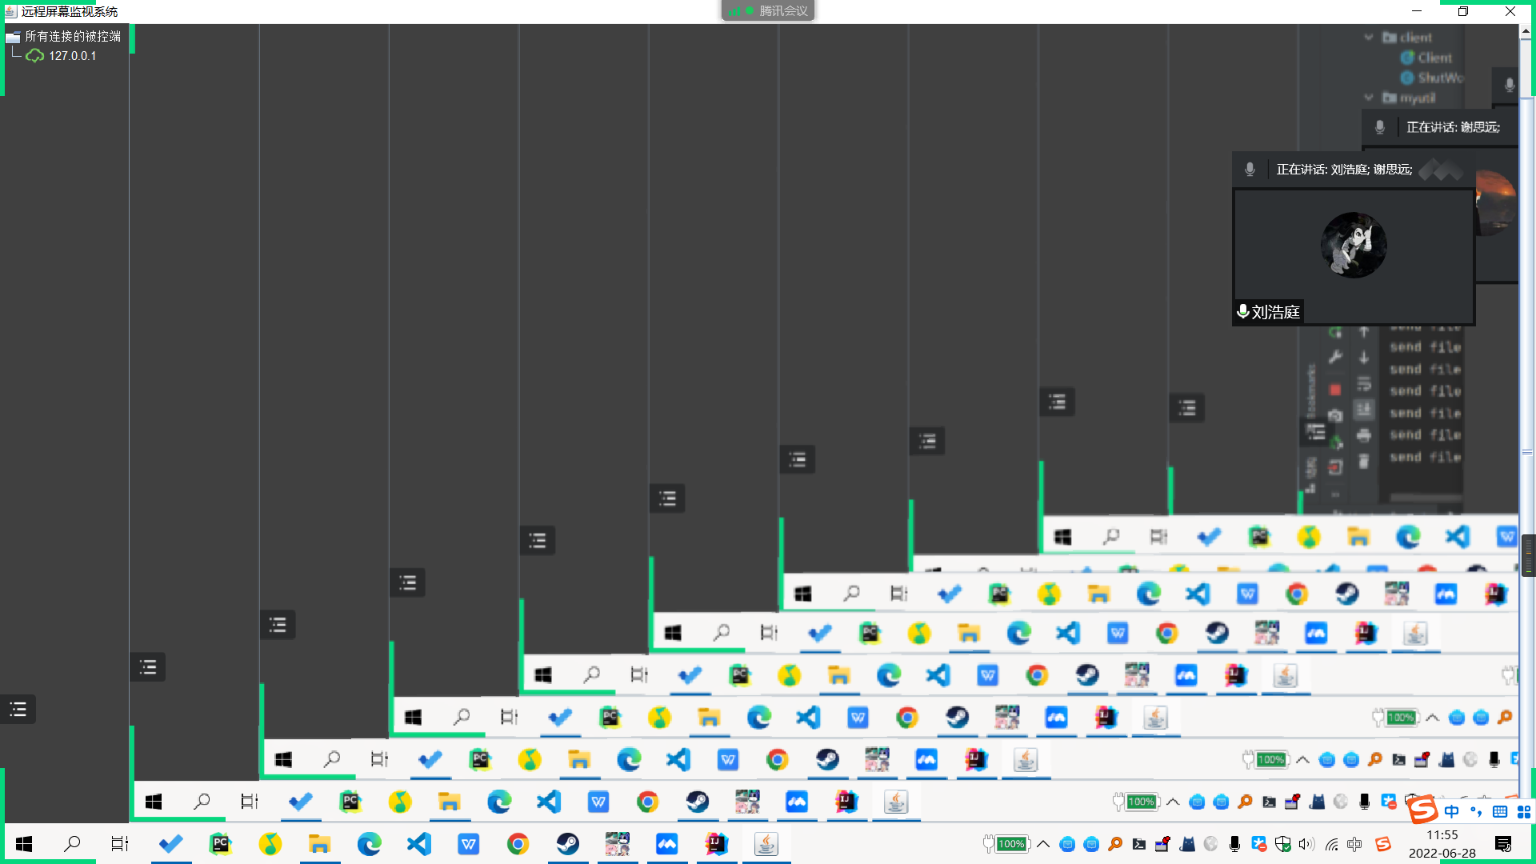 远程屏幕监视系统
腾讯会议
所有连接的被控端
127.0.0.1
client
Client
myutil
正在讲话: 谢思远;
正在讲话: 刘浩庭; 谢思远;
刘浩庭
send file
send file
send file
send file
send file
send file
send file
100%
100%
100%
100%
中
100%
中
11:55
2022-06-28